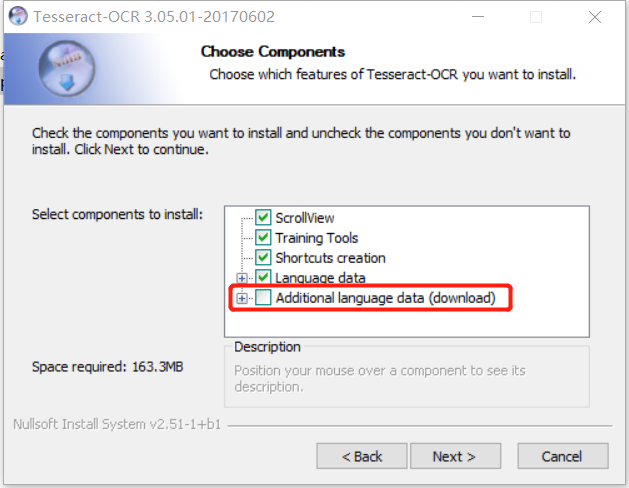 Tesseract-OCR 3.05.01-20170602
Choose Components
Choose which features of Tesseract-OCR you want to install.
Check the components you want to install and uncheck the components you don't want to
install. Click Next to continue.
Select components to install:
ScrollView
Training Tools
Shortcuts creation
Language data
Additional language data (download)
Space required: 163.3MB
Description
Position your mouse over a component to see its
description.
Nullsoft Install System v2.51-1+b1
< Back
Next >
Cancel